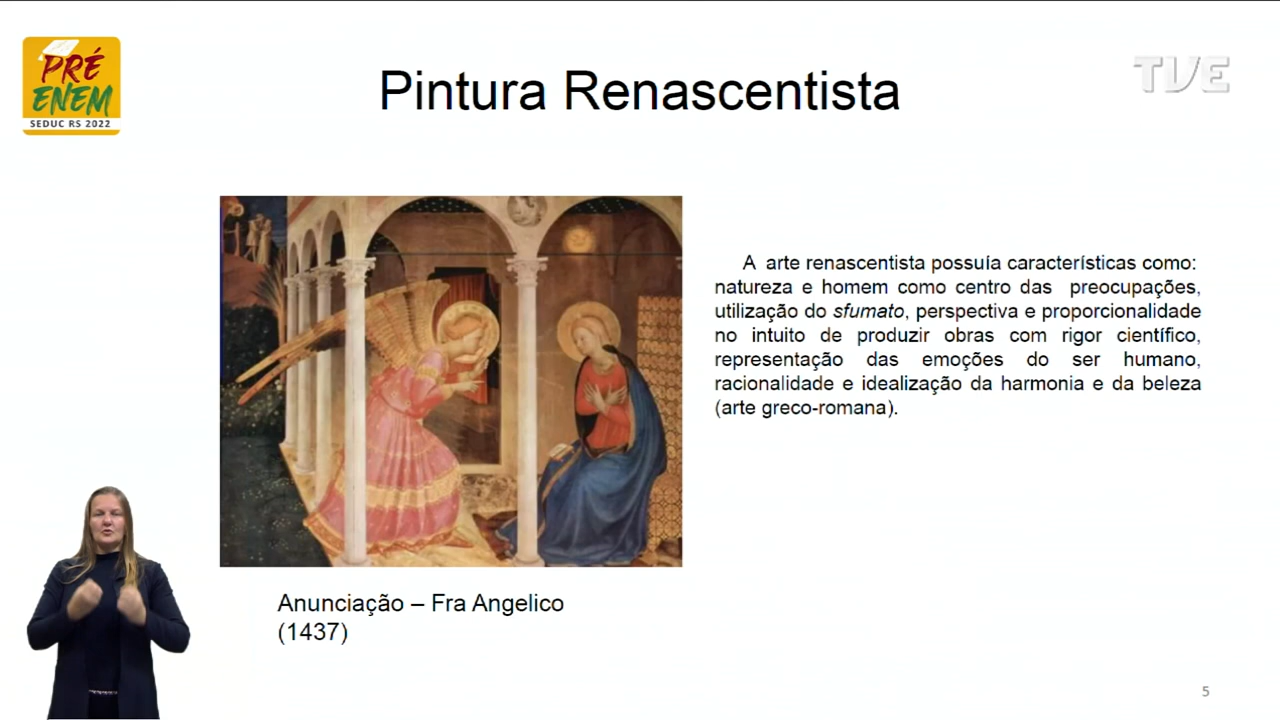 PRÉ
ENEM
SEDUC RS 2022
Pintura Renascentista
TVE
A arte renascentista possuía características como:
natureza e homem como centro das preocupações,
utilização do sfumato, perspectiva e proporcionalidade
no intuito de produzir obras com rigor científico,
representação das emoções do ser humano,
racionalidade e idealização da harmonia e da beleza
(arte greco-romana).
Anunciação – Fra Angelico
(1437)
5